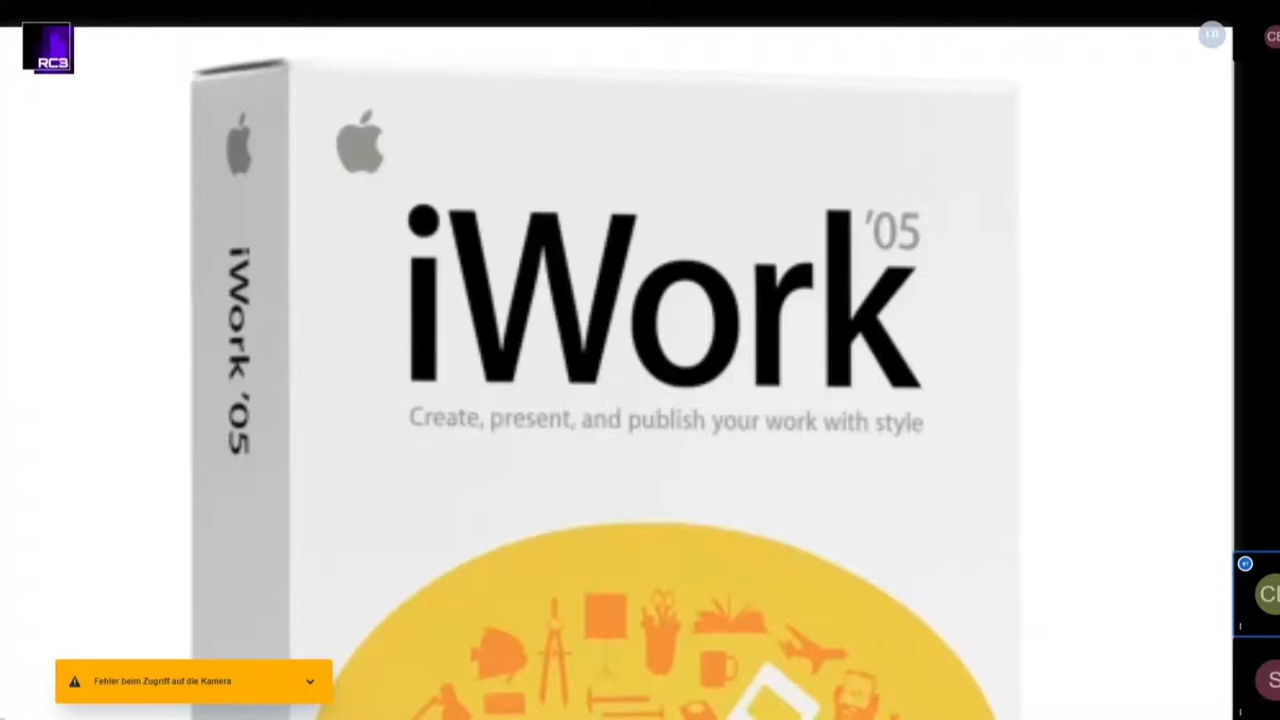 RC3
iWork '05
Create, present, and publish your work with style
iWork '05
Fehler beim Zugriff auf die Kamera
S